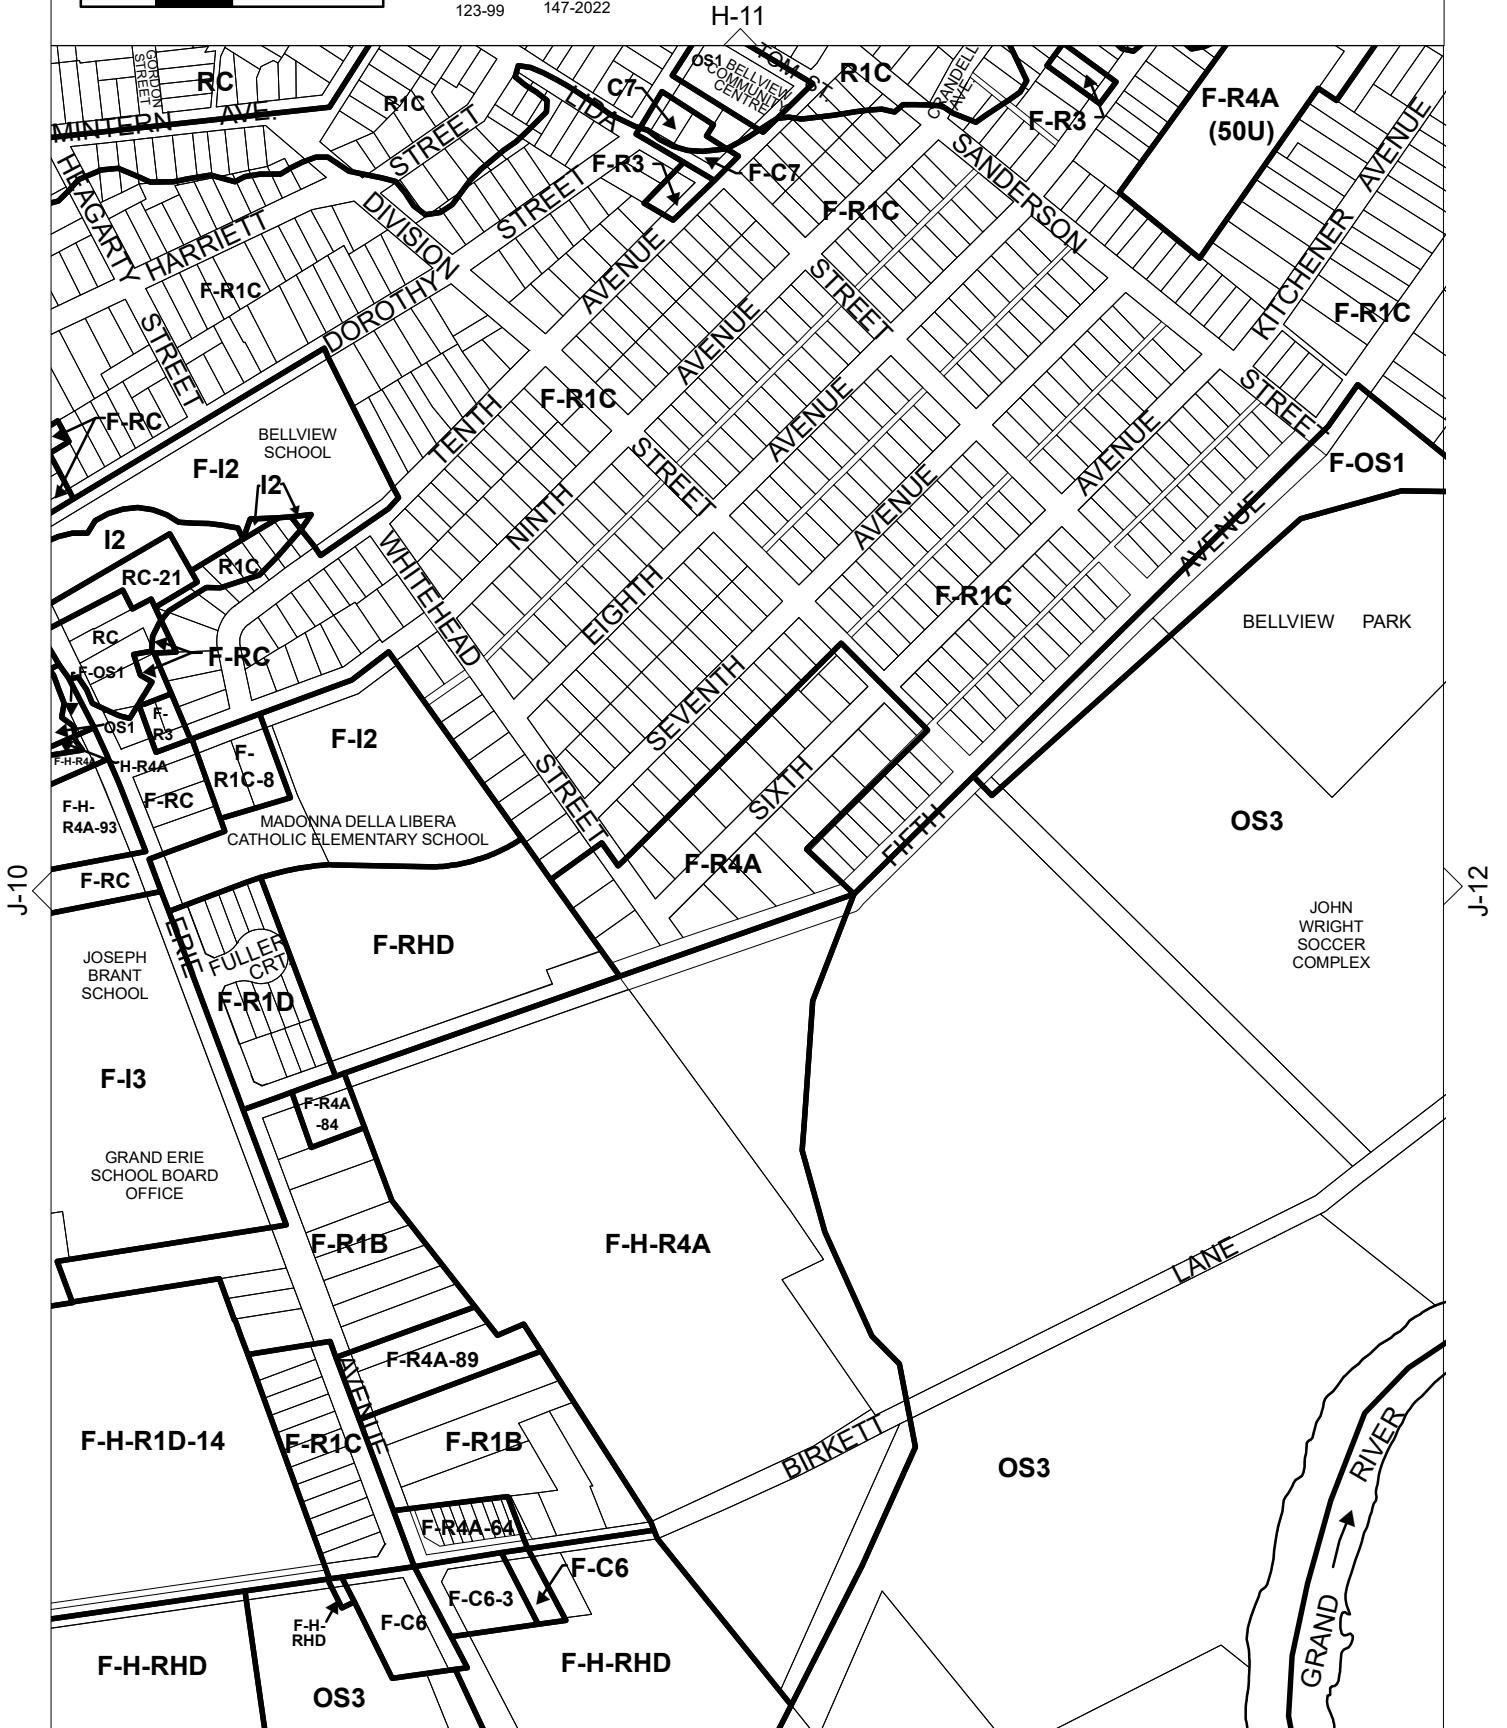 123-99 147-2022
H-11
GORDON
STREET
RC
MINTERN AVE.
R1C
STREET
LIDA
C7
OS1
BELLVIEW
COMMUNITY
CENTRE
TOM ST.
R1C
CRANDELL
AVE.
F-R3
F-R4A
(50U)
KITCHENER AVENUE
HEAGARTY
STREET
HARRIETT
DIVISION
STREET
F-R3
F-C7
F-R1C
SANDERSON
STREET
F-R1C
DOROTHY
AVENUE
AVENUE
STREET
F-R1C
F-RC
BELLVIEW
SCHOOL
F-I2
I2
TENTH
F-R1C
STREET
AVENUE
AVENUE
AVENUE
F-OS1
AVENUE
NINTH
I2
RC-21
R1C
WHITEHEAD
STREET
EIGHTH
F-R1C
BELLVIEW PARK
RC
F-RC
F-OS1
OS1
F-
R3
F-H-R4A
H-R4A
F-
R1C-8
F-I2
SEVENTH
F-H-
R4A-93
F-RC
MADONNA DELLA LIBERA
CATHOLIC ELEMENTARY SCHOOL
SIXTH
FIFTH
OS3
F-R4A
J-10
F-RC
J-12
ERIE
AVENUE
JOSEPH
BRANT
SCHOOL
FULLER
CRT.
F-R1D
F-RHD
JOHN
WRIGHT
SOCCER
COMPLEX
F-I3
F-R4A
-84
GRAND ERIE
SCHOOL BOARD
OFFICE
F-R1B
F-H-R4A
BIRKETT LANE
F-R4A-89
F-H-R1D-14
F-R1C
F-R1B
OS3
GRAND RIVER
F-R4A-64
F-C6
F-C6-3
F-H-
RHD
F-C6
F-H-RHD
F-H-RHD
OS3